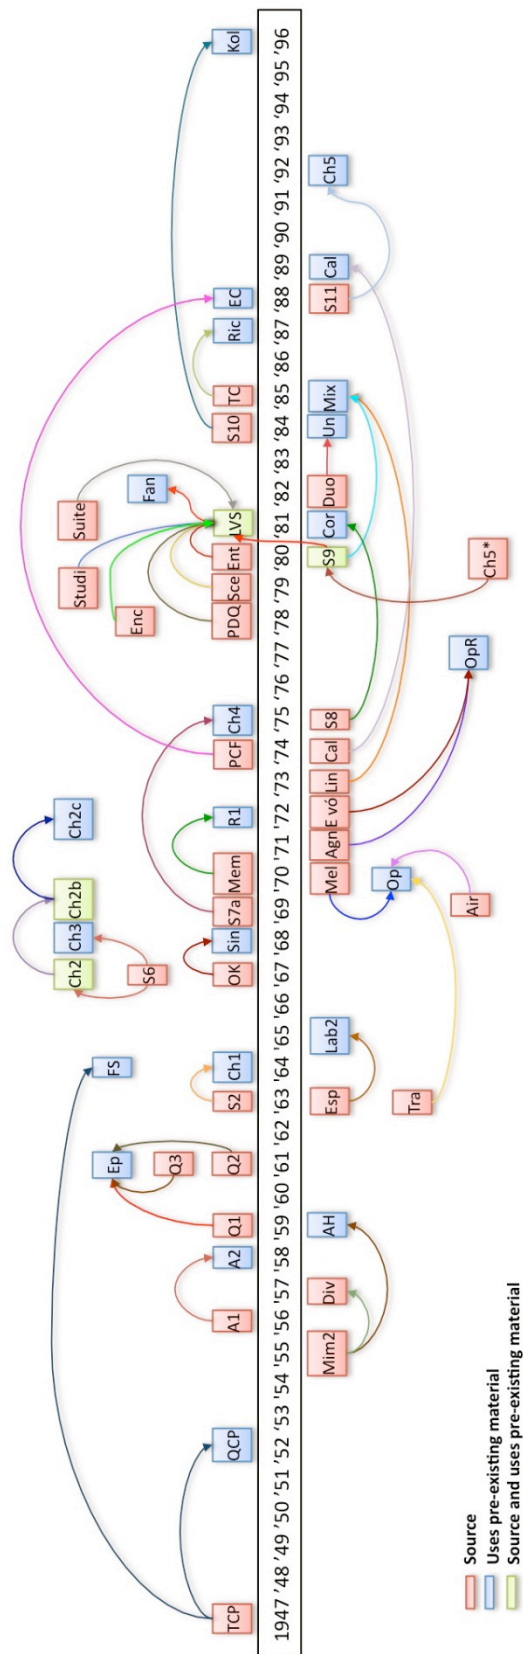 Ch2 Ch3 Ch2b Ch2c
Studi Suite
FS
Ep
S6
Enc
Fan
Q3
TCP QCP A1 A2 Q1 Q2 S2 Ch1 OK Sin S7a Mem R1 PCF Ch4 PDQ Sce Ent LVS S10 TC Ric EC Kol
1947 ‘48 ‘49 ‘50 ‘51 ‘52 ‘53 ‘54 ‘55 ‘56 ‘57 ‘58 ‘59 ‘60 ‘61 ‘62 ‘63 ‘64 ‘65 ‘66 ‘67 ‘68 ‘69 ‘70 ‘71 ‘72 ‘73 ‘74 ‘75 ‘76 ‘77 ‘78 ‘79 ‘80 ‘81 ‘82 ‘83 ‘84 ‘85 ‘86 ‘87 ‘88 ‘89 ‘90 ‘91 ‘92 ‘93 ‘94 ‘95 ‘96
Mim2 Div AH Esp Lab2 Mel Agn E vó Lin Cal S8 S9 Cor Duo Un Mix S11 Cal Ch5
Op
Tra
Air
OpR
Ch5*
Source
Uses pre-existing material
Source and uses pre-existing material